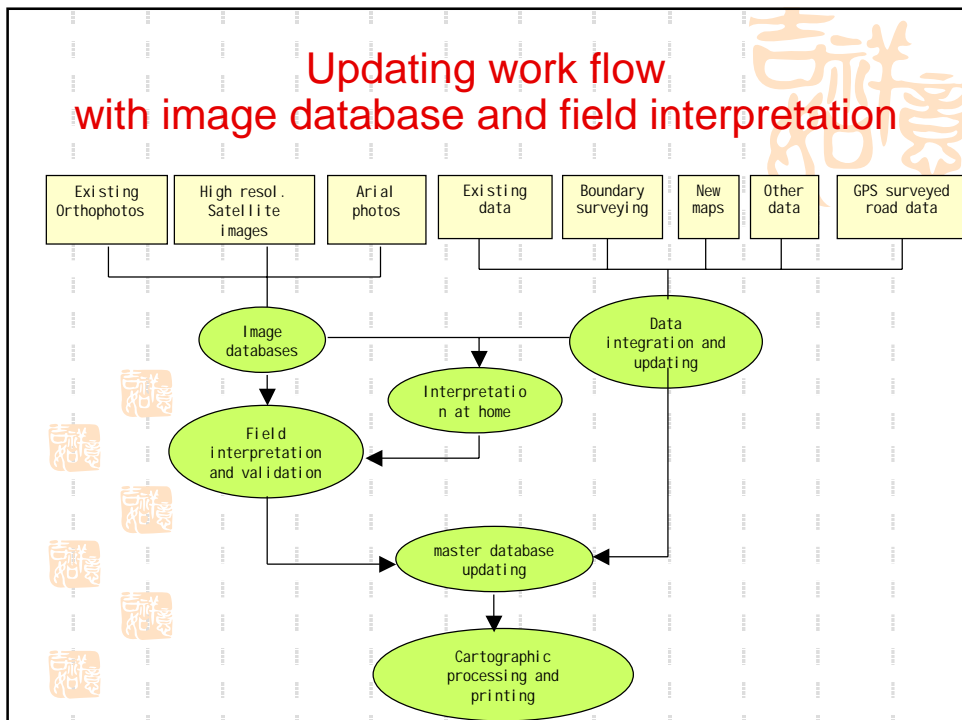 Updating work flow
with image database and field interpretation
Existing
Orthophotos
High resol.
Satellite
images
Arial
photos
Existing
data
Boundary
surveying
New
maps
Other
data
GPS surveyed
road data
Image
databases
Data
integration and
updating
Interpretatio
n at home
Field
interpretation
and validation
master database
updating
Cartographic
processing and
printing